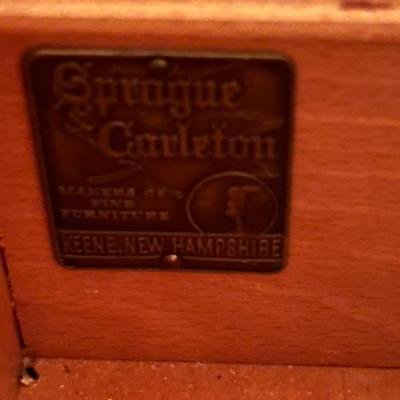 Sprague
& Carleton
MAKERS OF
FINE
FURNITURE
KEENE, NEW HAMPSHIRE